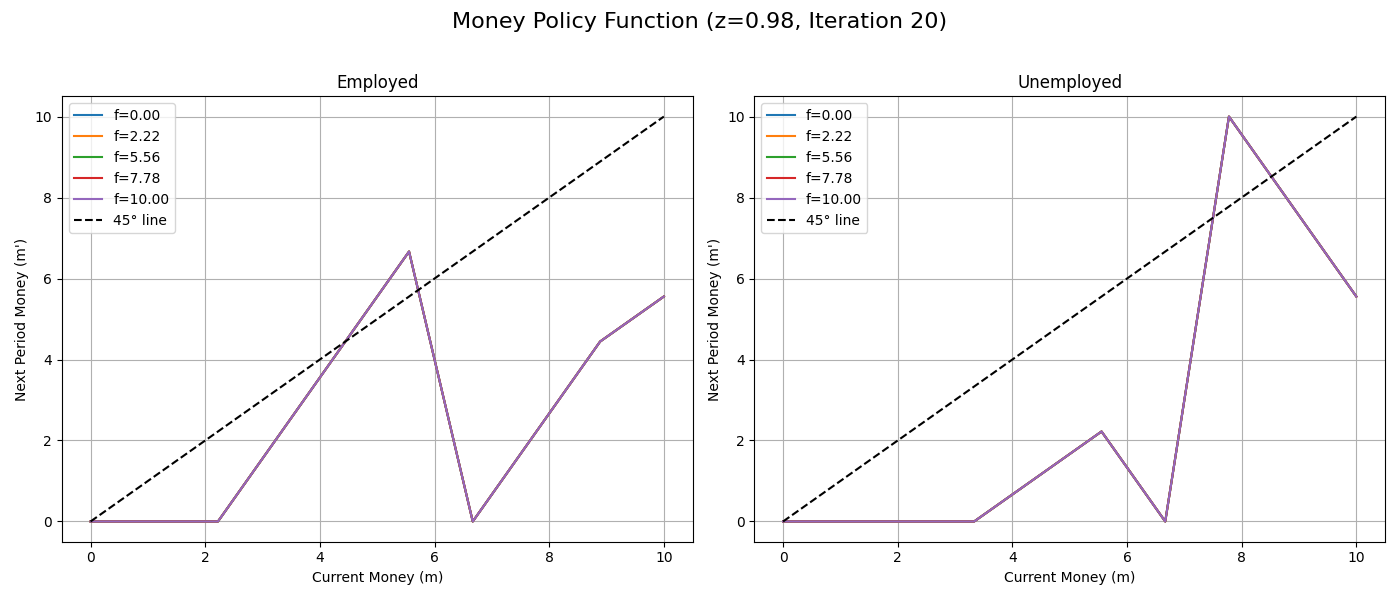 Money Policy Function (z=0.98, Iteration 20)
Employed
f=0.00
f=2.22
f=5.56
f=7.78
f=10.00
45° line
10
8
6
4
2
0
Next Period Money (m')
0 2 4 6 8 10
Current Money (m)
Unemployed
f=0.00
f=2.22
f=5.56
f=7.78
f=10.00
45° line
10
8
6
4
2
0
Next Period Money (m')
0 2 4 6 8 10
Current Money (m)